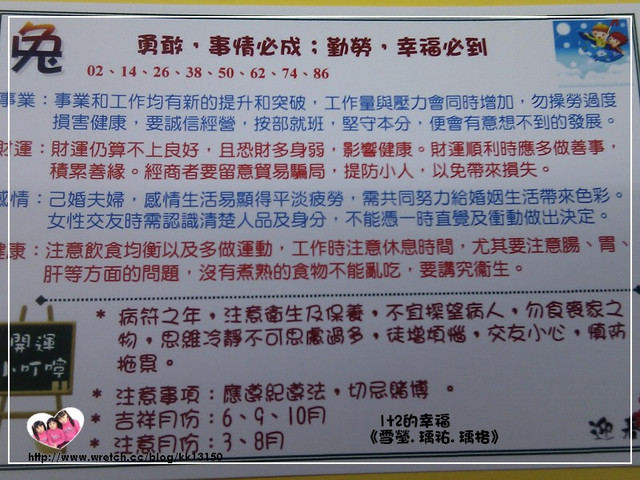 兔
勇敢,事情必成;勤勞,幸福必到
02、14、26、38、50、62、74、86
事業:事業和工作均有新的提升和突破,工作量與壓力會同時增加,勿操勞過度
損害健康,要誠信經營,按部就班,堅守本分,便會有意想不到的發展。
財運:財運仍算不上良好,且恐財多身弱,影響健康。財運順利時應多做善事,
積累善緣。經商者要留意貿易騙局,提防小人,以免帶來損失。
感情:己婚夫婦,感情生活易顯得平淡疲勞,需共同努力給婚姻生活帶來色彩。
女性交友時需認識清楚人品及身分,不能憑一時直覺及衝動做出決定。
健康:注意飲食均衡以及多做運動,工作時注意休息時間,尤其要注意腸、胃、
肝等方面的問題,沒有煮熟的食物不能亂吃,要講究衛生。
開運
小叮嚀
* 病符之年,注意衛生及保養,不宜探望病人,勿食喪家之
物,思維冷靜不可思慮過多,徒增煩惱,交友小心,慎防
拖累。
* 注意事項:應遵紀遵法,切忌賭博 。
* 吉祥月份:6、9、10月
* 注意月份:3、8月
1+2的幸福
《雪瑩.瑀祐.瑀格》
迎
http://www.wretch.cc/blog/kk13150